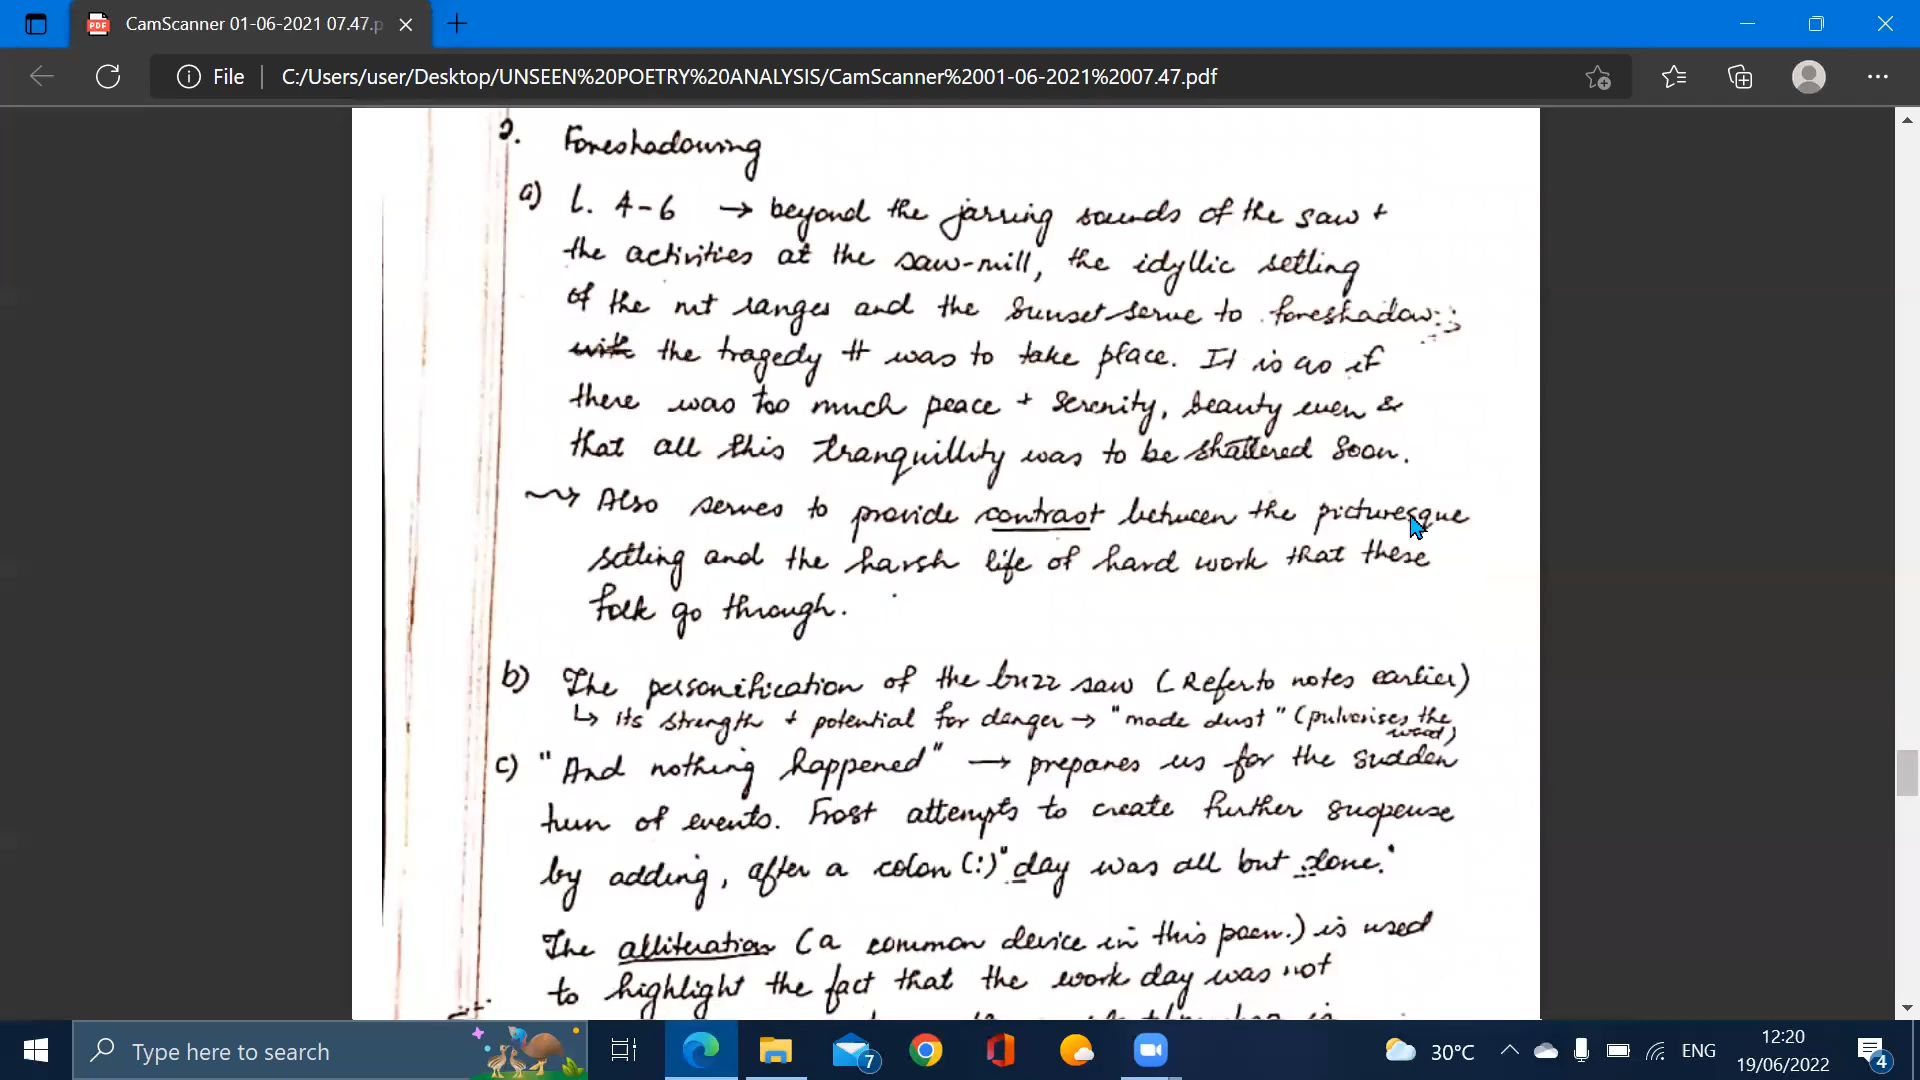 CamScanner 01-06-2021 07.47.p
File
C:/Users/user/Desktop/UNSEEN%20POETRY%20ANALYSIS/CamScanner%2001-06-2021%2007.47.pdf
2. Foreshadowing
a) L. 4-6 → beyond the jarring sounds of the saw +
the activities at the saw-mill, the idyllic setting
of the mt ranges and the sunset serve to foreshadow
with the tragedy tt was to take place. It is as if
there was too much peace + serenity, beauty even &
that all this tranquillity was to be shattered soon.
Also serves to provide contrast between the picturesque
setting and the harsh life of hard work that these
folk go through.
b) The personification of the buzz saw (Refer to notes earlier)
↳ its strength + potential for danger → "made dust" (pulverises the
wood)
c) "And nothing happened" → prepares us for the sudden
turn of events. Frost attempts to create further suspense
by adding, after a colon (:) "day was all but done."
The alliteration (a common device in this poem.) is used
to highlight the fact that the work day was not
Type here to search
7
30°C
ENG
12:20
19/06/2022
4